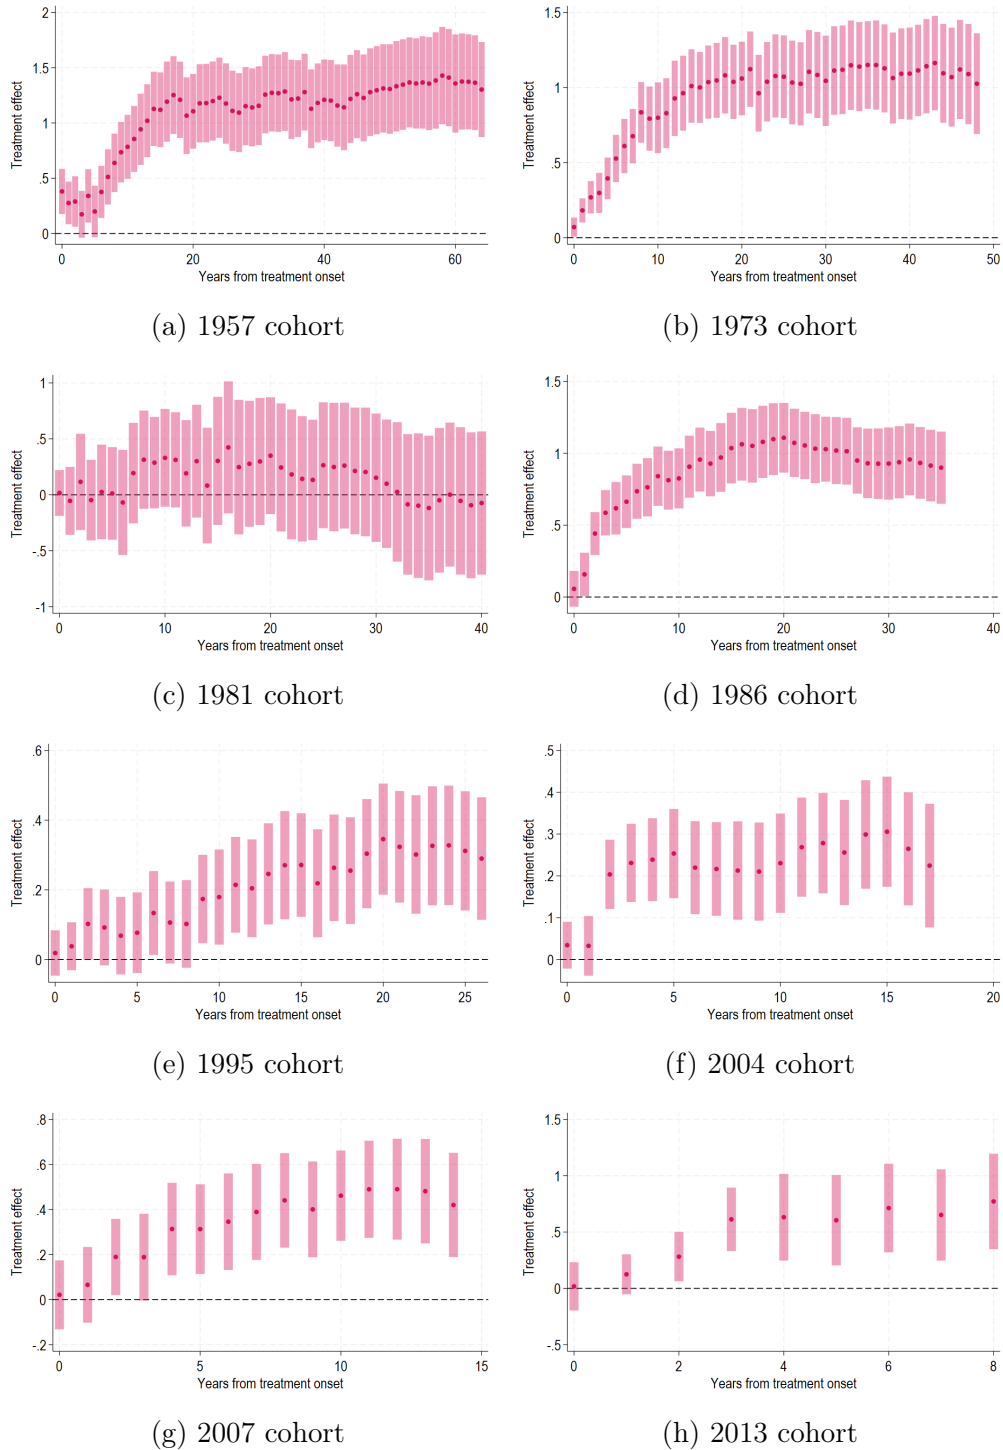 2
1.5
1
.5
0
Treatment effect
0 20 40 60
Years from treatment onset
(a) 1957 cohort
1.5
1
.5
0
Treatment effect
0 10 20 30 40 50
Years from treatment onset
(b) 1973 cohort
1
.5
0
-.5
-1
Treatment effect
0 10 20 30 40
Years from treatment onset
(c) 1981 cohort
1.5
1
.5
0
Treatment effect
0 10 20 30 40
Years from treatment onset
(d) 1986 cohort
.6
.4
.2
0
Treatment effect
0 5 10 15 20 25
Years from treatment onset
(e) 1995 cohort
.5
.4
.3
.2
.1
0
Treatment effect
0 5 10 15 20
Years from treatment onset
(f) 2004 cohort
.8
.6
.4
.2
0
-.2
Treatment effect
0 5 10 15
Years from treatment onset
(g) 2007 cohort
1.5
1
.5
0
-.5
Treatment effect
0 2 4 6 8
Years from treatment onset
(h) 2013 cohort